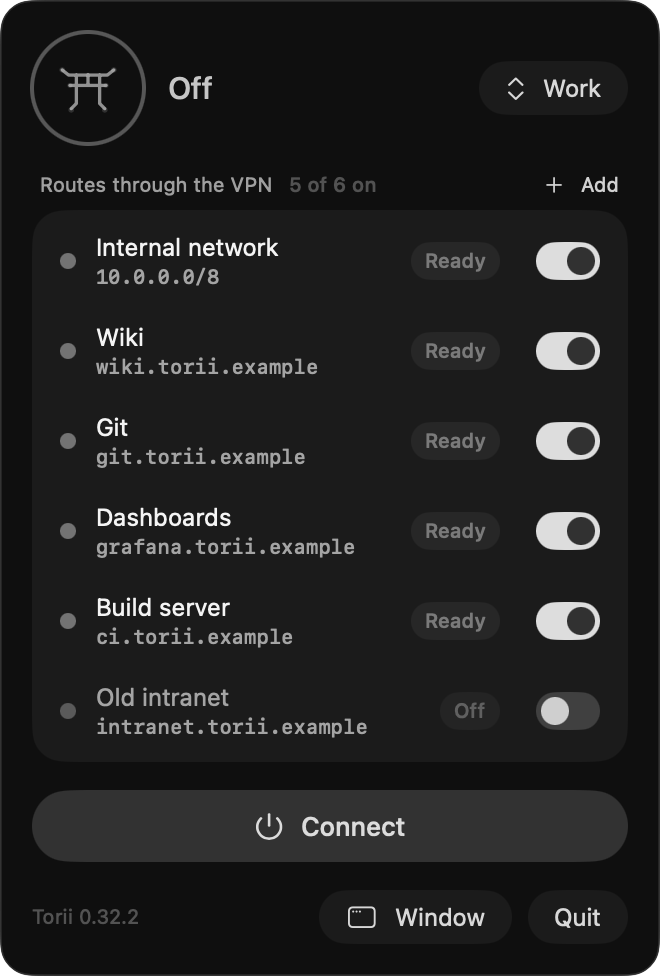 Off
Work
Routes through the VPN 5 of 6 on
+ Add
Internal network
10.0.0.0/8
Ready
Wiki
wiki.torii.example
Ready
Git
git.torii.example
Ready
Dashboards
grafana.torii.example
Ready
Build server
ci.torii.example
Ready
Old intranet
intranet.torii.example
Off
Connect
Torii 0.32.2
Window
Quit